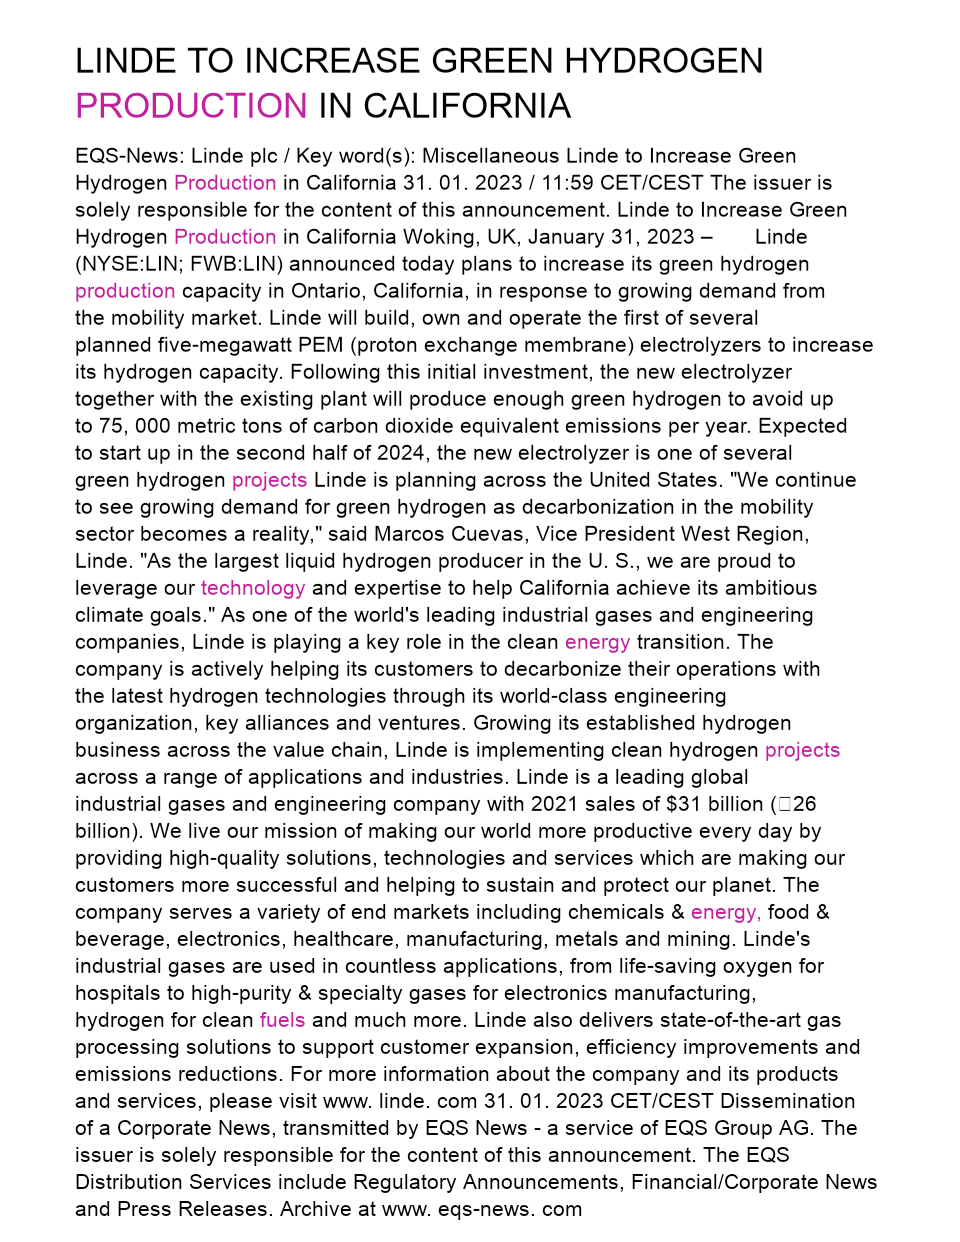 LINDE TO INCREASE GREEN HYDROGEN
PRODUCTION IN CALIFORNIA
EQS-News: Linde plc / Key word(s): Miscellaneous Linde to Increase Green
Hydrogen Production in California 31. 01. 2023 / 11:59 CET/CEST The issuer is
solely responsible for the content of this announcement. Linde to Increase Green
Hydrogen Production in California Woking, UK, January 31, 2023 – Linde
(NYSE:LIN; FWB:LIN) announced today plans to increase its green hydrogen
production capacity in Ontario, California, in response to growing demand from
the mobility market. Linde will build, own and operate the first of several
planned five-megawatt PEM (proton exchange membrane) electrolyzers to increase
its hydrogen capacity. Following this initial investment, the new electrolyzer
together with the existing plant will produce enough green hydrogen to avoid up
to 75, 000 metric tons of carbon dioxide equivalent emissions per year. Expected
to start up in the second half of 2024, the new electrolyzer is one of several
green hydrogen projects Linde is planning across the United States. "We continue
to see growing demand for green hydrogen as decarbonization in the mobility
sector becomes a reality," said Marcos Cuevas, Vice President West Region,
Linde. "As the largest liquid hydrogen producer in the U. S., we are proud to
leverage our technology and expertise to help California achieve its ambitious
climate goals." As one of the world's leading industrial gases and engineering
companies, Linde is playing a key role in the clean energy transition. The
company is actively helping its customers to decarbonize their operations with
the latest hydrogen technologies through its world-class engineering
organization, key alliances and ventures. Growing its established hydrogen
business across the value chain, Linde is implementing clean hydrogen projects
across a range of applications and industries. Linde is a leading global
industrial gases and engineering company with 2021 sales of $31 billion (□26
billion). We live our mission of making our world more productive every day by
providing high-quality solutions, technologies and services which are making our
customers more successful and helping to sustain and protect our planet. The
company serves a variety of end markets including chemicals & energy, food &
beverage, electronics, healthcare, manufacturing, metals and mining. Linde's
industrial gases are used in countless applications, from life-saving oxygen for
hospitals to high-purity & specialty gases for electronics manufacturing,
hydrogen for clean fuels and much more. Linde also delivers state-of-the-art gas
processing solutions to support customer expansion, efficiency improvements and
emissions reductions. For more information about the company and its products
and services, please visit www. linde. com 31. 01. 2023 CET/CEST Dissemination
of a Corporate News, transmitted by EQS News - a service of EQS Group AG. The
issuer is solely responsible for the content of this announcement. The EQS
Distribution Services include Regulatory Announcements, Financial/Corporate News
and Press Releases. Archive at www. eqs-news. com